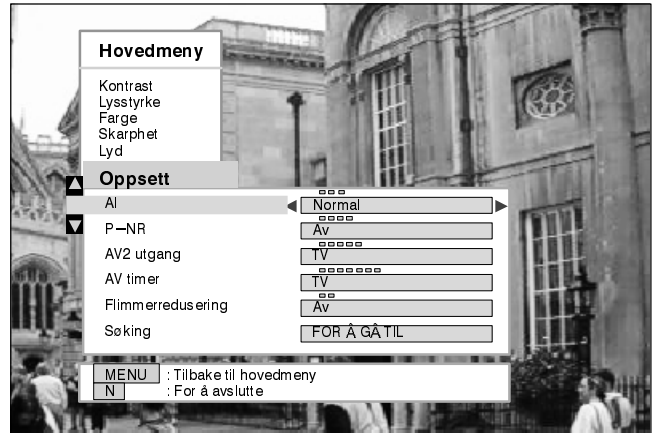 Hovedmeny
Kontrast
Lysstyrke
Farge
Skarphet
Lyd
Oppsett
AI Normal
P–NR Av
AV2 utgang TV
AV timer TV
Flimmerredusering Av
Søking FOR Â GÂ TIL
MENU : Tilbake til hovedmeny
N : For å avslutte